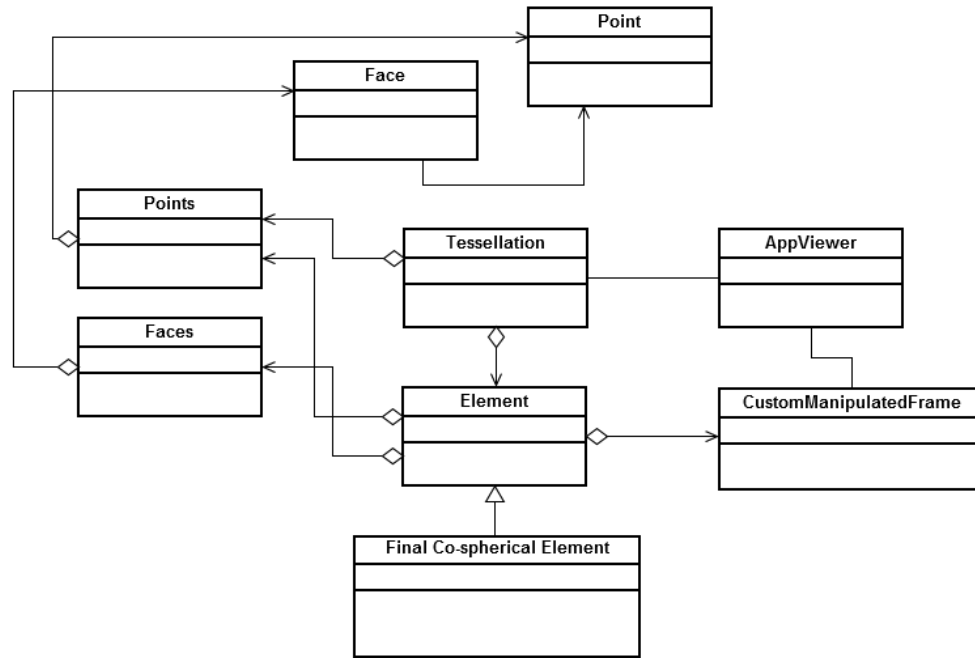 Point
Face
Points
Tessellation
AppViewer
Faces
Element
CustomManipulatedFrame
Final Co-spherical Element